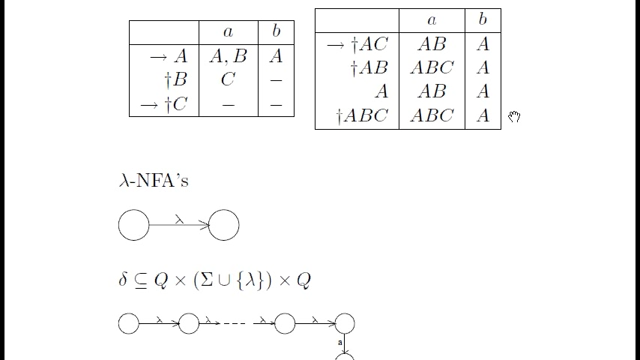 a b
→ A A, B A
†B C –
→ †C – –
a b
→ †AC AB A
†AB ABC A
A AB A
†ABC ABC A
λ-NFA's
λ
δ ⊆ Q × (Σ ∪ {λ}) × Q
λ λ λ λ
a